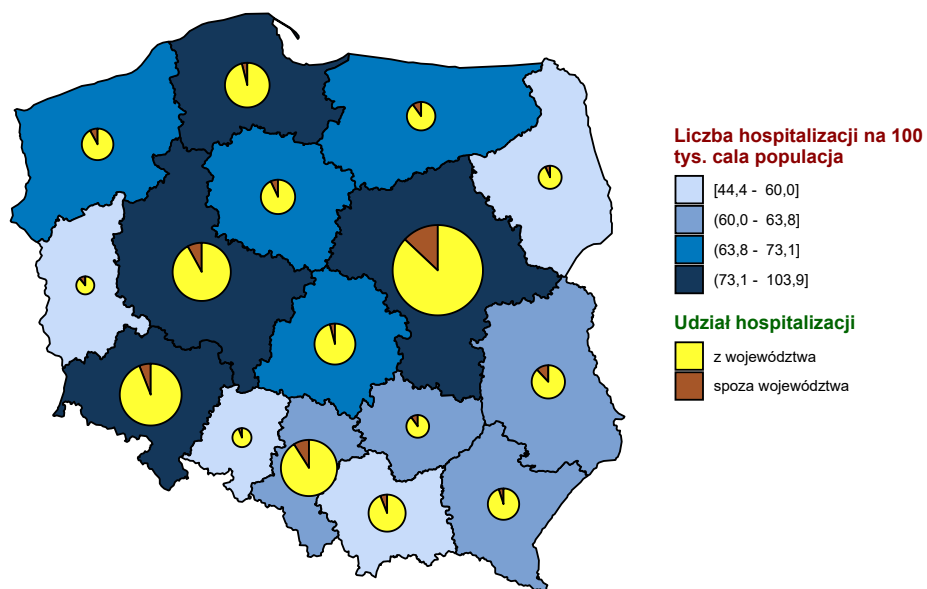 Liczba hospitalizacji na 100
tys. cala populacja
[44,4 - 60,0]
(60,0 - 63,8]
(63,8 - 73,1]
(73,1 - 103,9]
Udział hospitalizacji
z województwa
spoza województwa